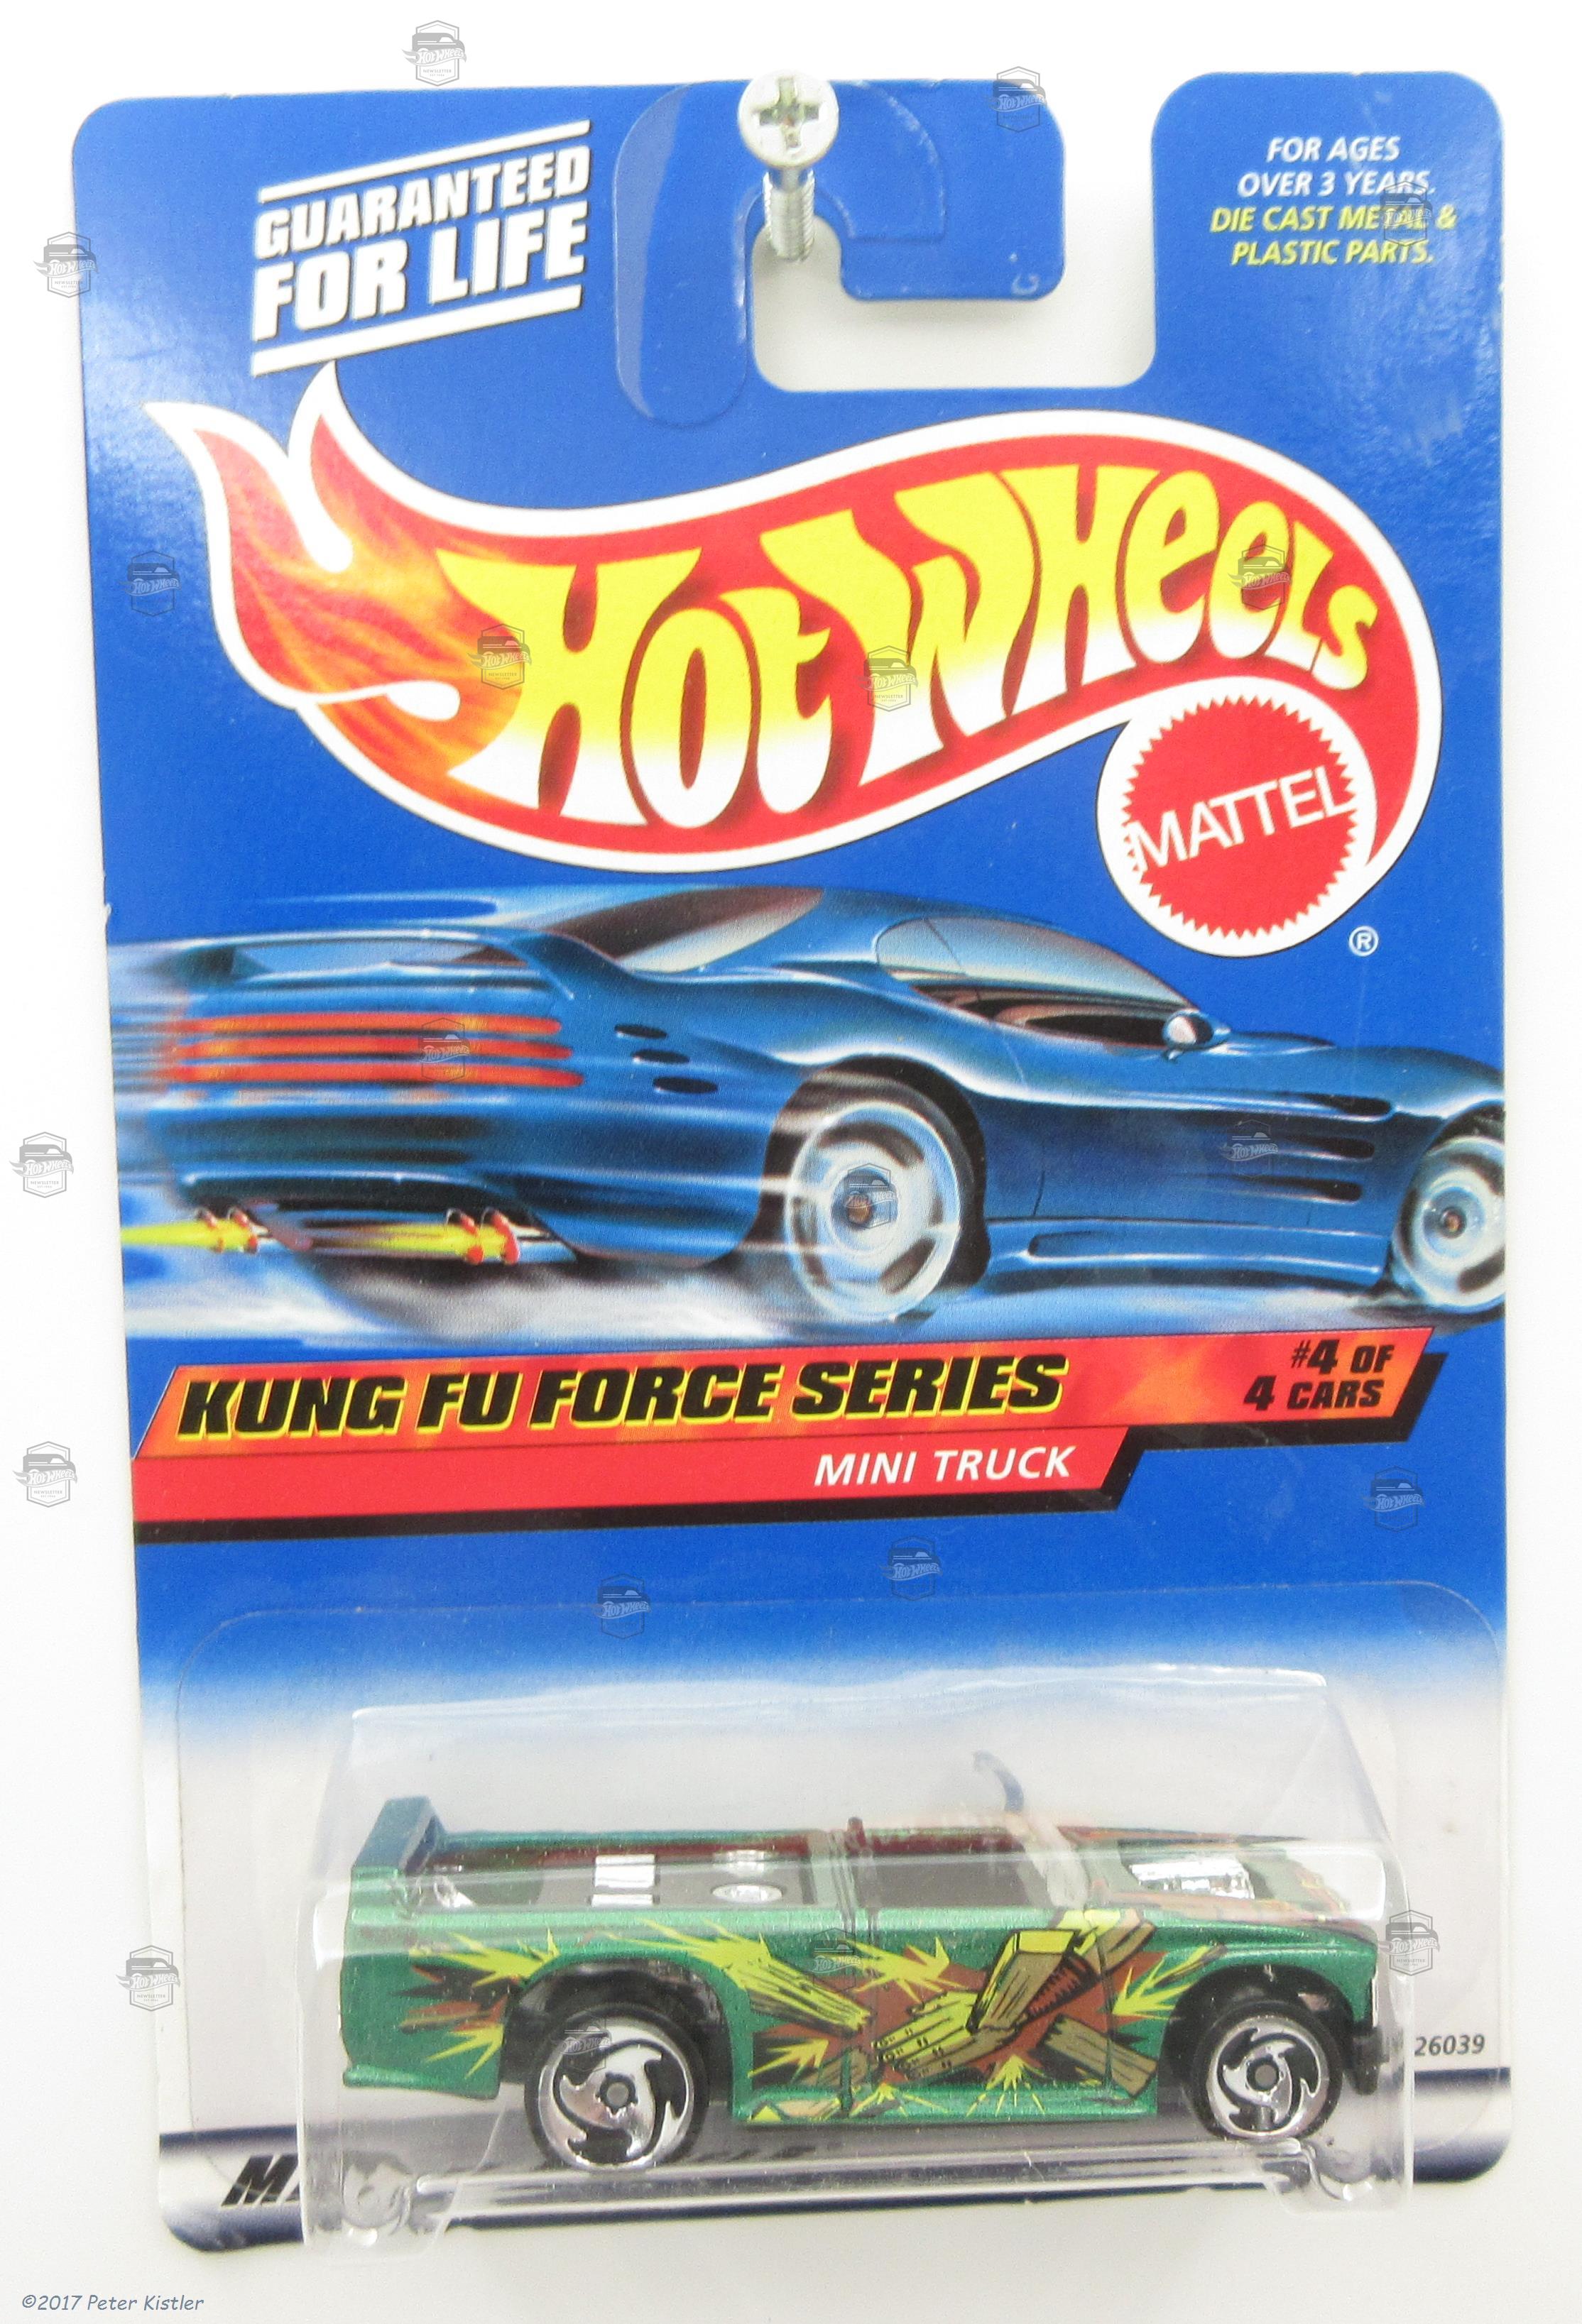 GUARANTEED
FOR LIFE
FOR AGES
OVER 3 YEARS.
DIE CAST METAL &
PLASTIC PARTS.
HOT WHEELS
MATTEL
®
KUNG FU FORCE SERIES
#4 OF
4 CARS
MINI TRUCK
26039
©2017 Peter Kistler